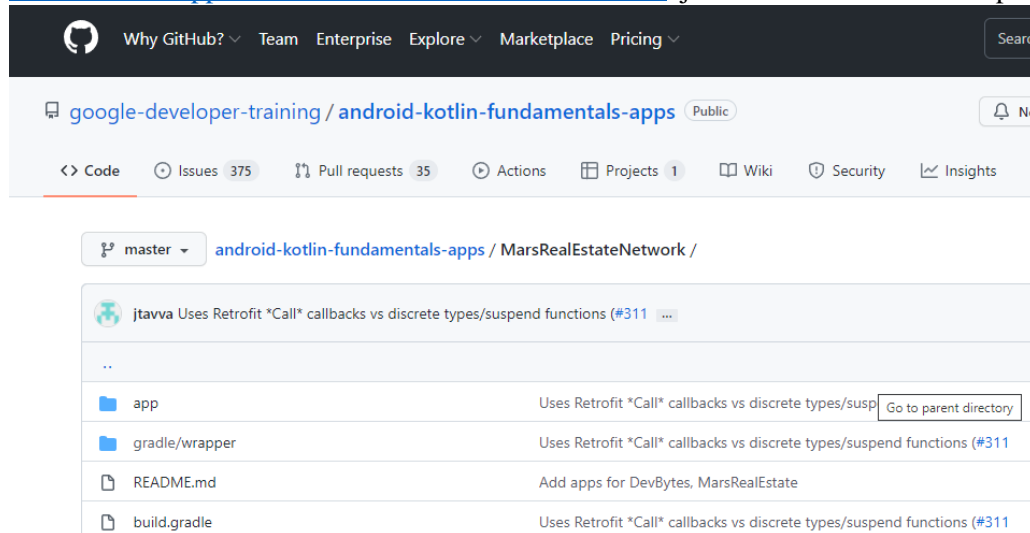 Why GitHub? Team Enterprise Explore Marketplace Pricing
google-developer-training / android-kotlin-fundamentals-apps Public
<> Code Issues 375 Pull requests 35 Actions Projects 1 Wiki Security Insights
master android-kotlin-fundamentals-apps / MarsRealEstateNetwork /
jtavva Uses Retrofit *Call* callbacks vs discrete types/suspend functions (#311 ...
..
app Uses Retrofit *Call* callbacks vs discrete types/susp Go to parent directory
gradle/wrapper Uses Retrofit *Call* callbacks vs discrete types/suspend functions (#311
README.md Add apps for DevBytes, MarsRealEstate
build.gradle Uses Retrofit *Call* callbacks vs discrete types/suspend functions (#311